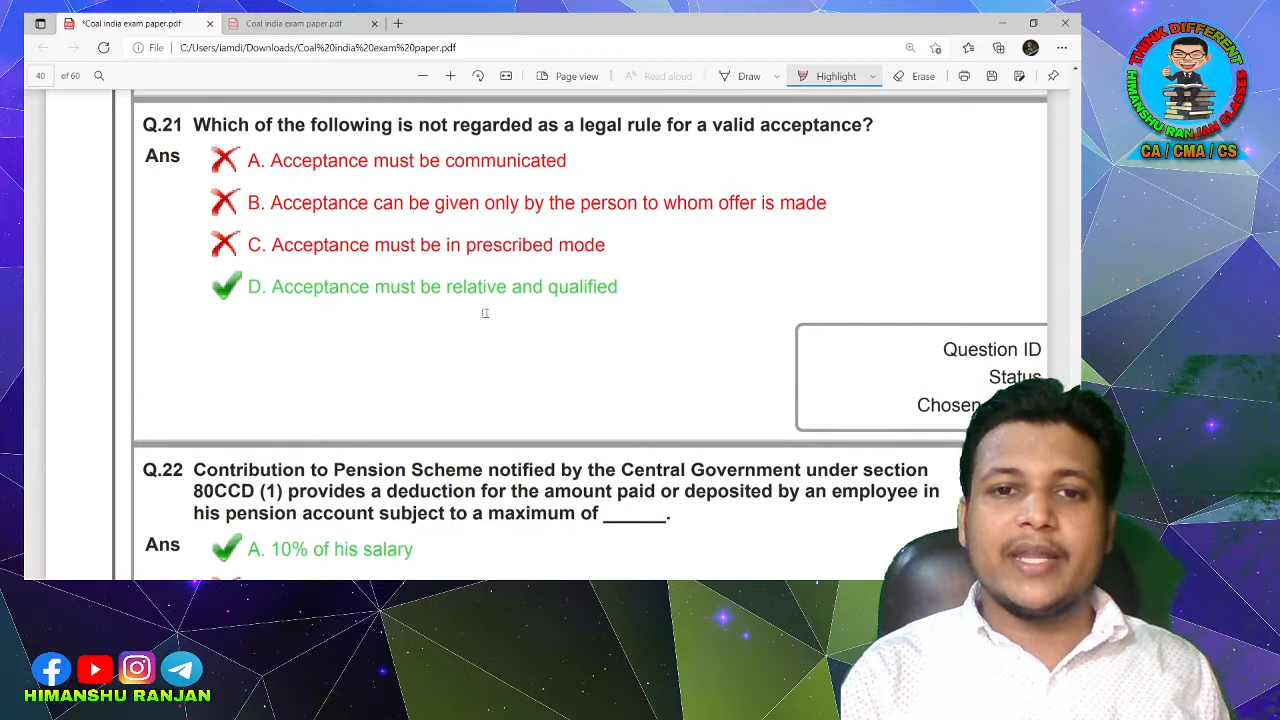 *Coal india exam paper.pdf
Coal india exam paper.pdf
File
C:/Users/iamdi/Downloads/Coal%20india%20exam%20paper.pdf
40 of 60
Page view
Read aloud
Draw
Highlight
Erase
THINK DIFFERENT
HIMANSHU RANJAN CLASSES
CA / CMA / CS
Q.21 Which of the following is not regarded as a legal rule for a valid acceptance?
Ans A. Acceptance must be communicated
B. Acceptance can be given only by the person to whom offer is made
C. Acceptance must be in prescribed mode
D. Acceptance must be relative and qualified
Question ID
Status
Chosen
Q.22 Contribution to Pension Scheme notified by the Central Government under section
80CCD (1) provides a deduction for the amount paid or deposited by an employee in
his pension account subject to a maximum of ______.
Ans A. 10% of his salary
HIMANSHU RANJAN